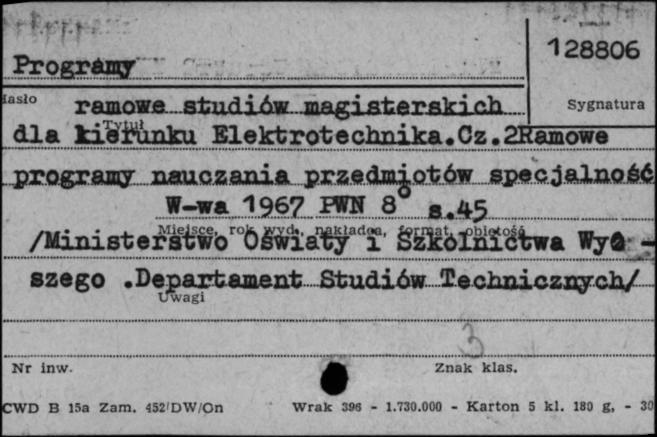 128806
Programy
Hasło
ramowe studiów magisterskich
Sygnatura
Tytuł
dla kierunku Elektrotechnika.Cz.2Ramowe
programy nauczania przedmiotów specjalność
W-wa 1967 PWN 8° s.45
Miejsce, rok wyd., nakładca, format, objętość
/Ministerstwo Oświaty i Szkolnictwa Wyż -
szego .Departament Studiów Technicznych/
Uwagi
3
Nr inw.
Znak klas.
CWD B 15a Zam. 452/DW/On
Wrak 396 - 1.730.000 - Karton 5 kl. 180 g, - 30